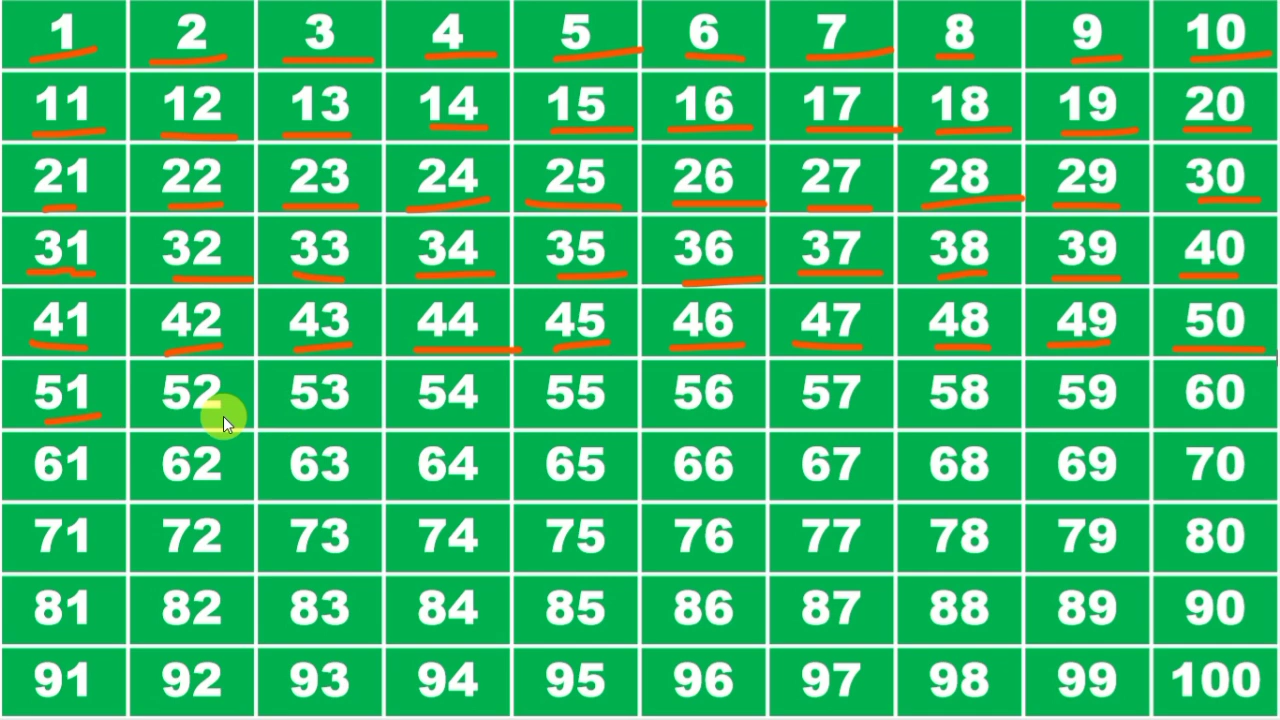 1 2 3 4 5 6 7 8 9 10
11 12 13 14 15 16 17 18 19 20
21 22 23 24 25 26 27 28 29 30
31 32 33 34 35 36 37 38 39 40
41 42 43 44 45 46 47 48 49 50
51 52 53 54 55 56 57 58 59 60
61 62 63 64 65 66 67 68 69 70
71 72 73 74 75 76 77 78 79 80
81 82 83 84 85 86 87 88 89 90
91 92 93 94 95 96 97 98 99 100